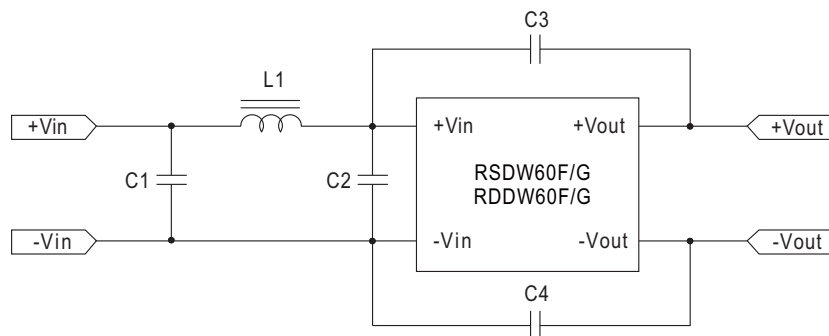 C3
L1
+Vin
+Vin
+Vout
+Vout
RSDW60F/G
C1
C2
RDDW60F/G
-Vin
-Vin
-Vout
-Vout
C4